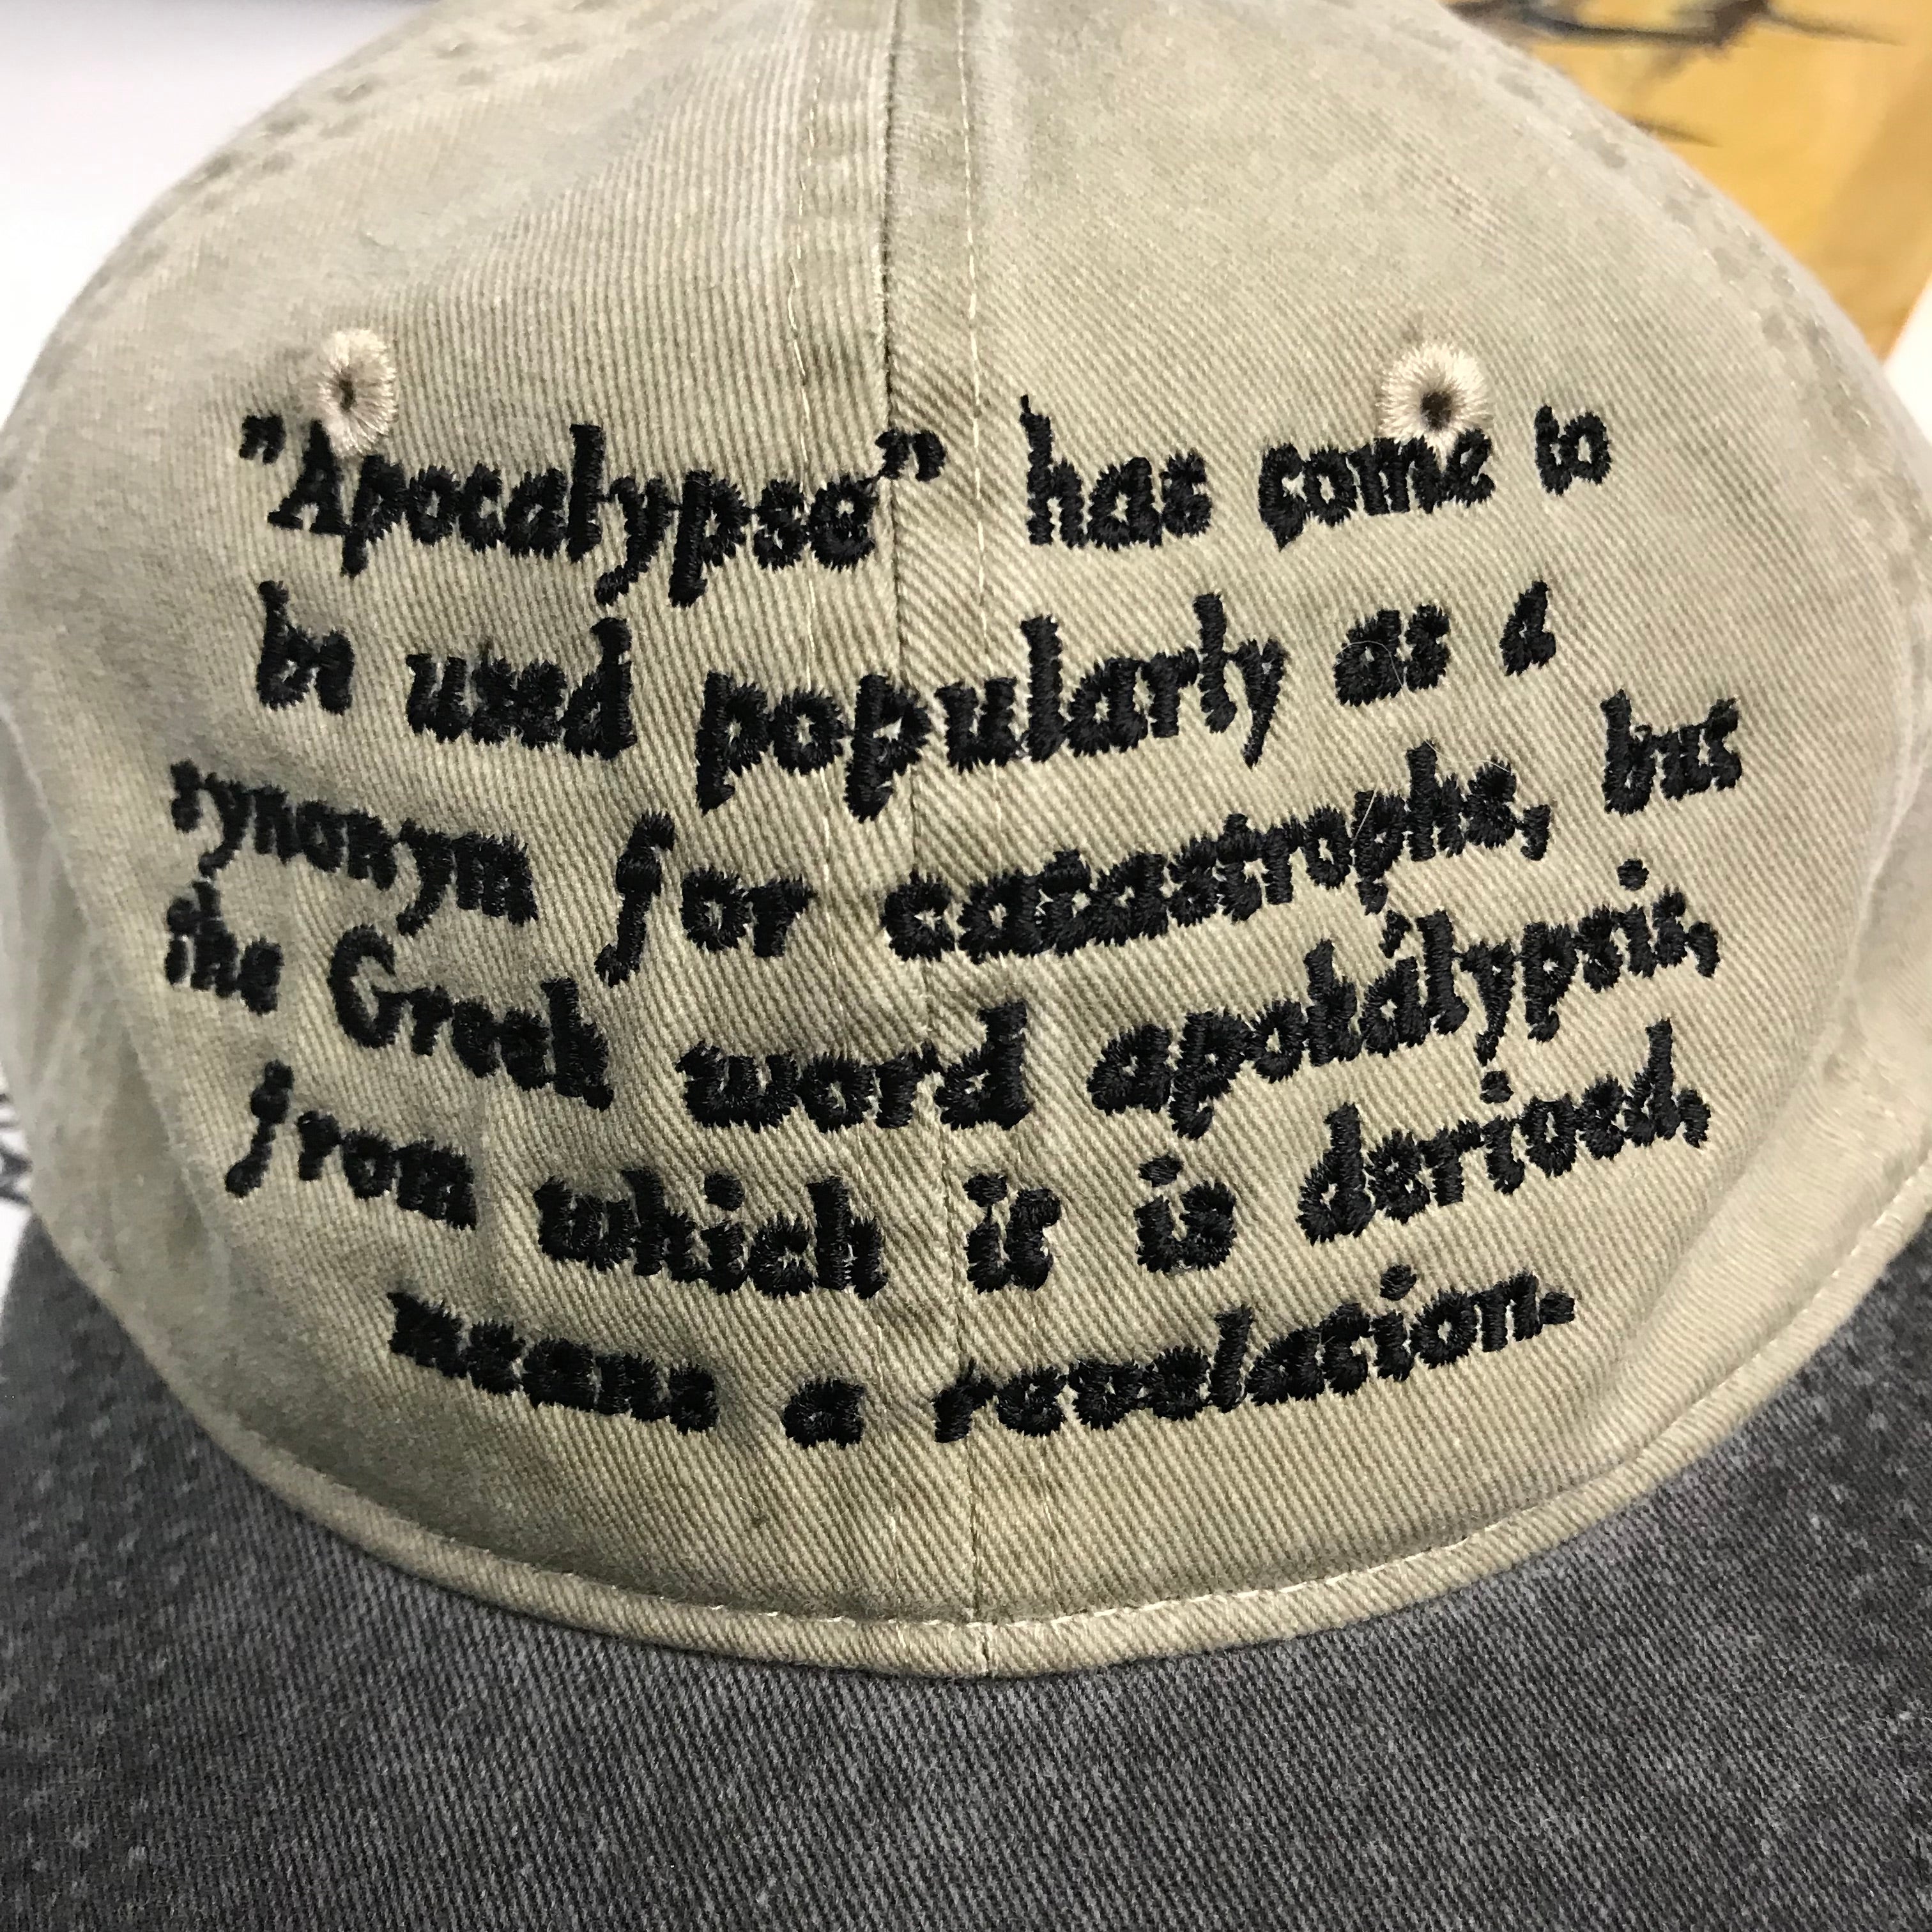 "Apocalypse" has come to
be used popularly as a
synonym for catastrophe, but
the Greek word apokálypsis,
from which it is derived,
means a revelation.